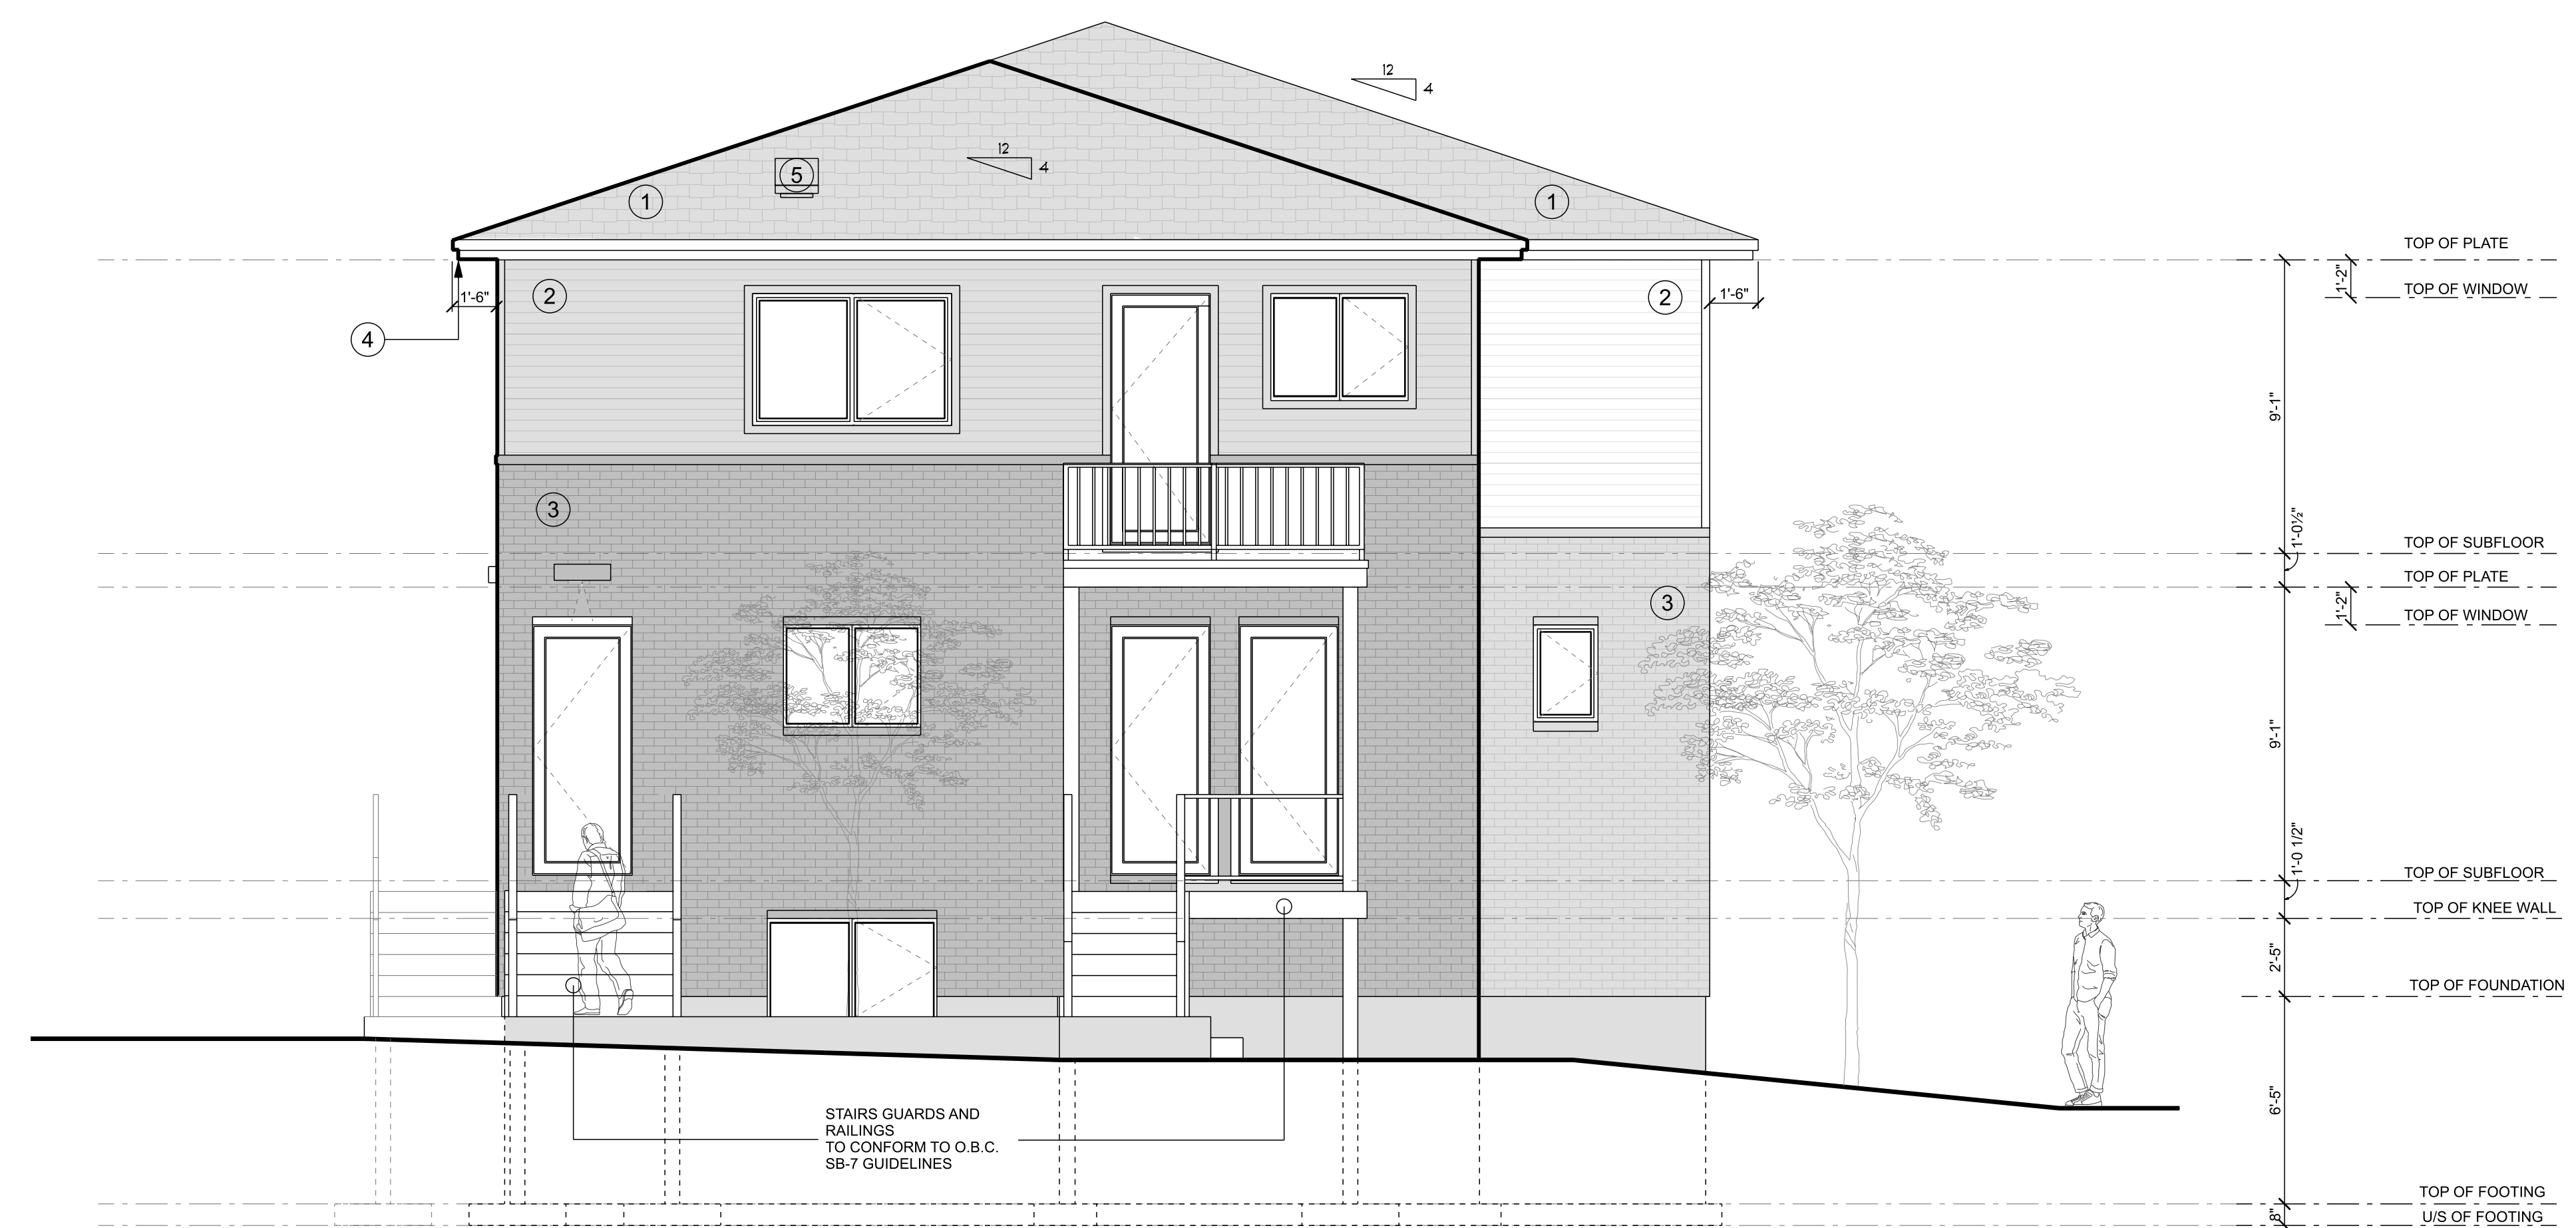 12
4
12
4
5
1
1
TOP OF PLATE
1'-2"
1'-6"
2
2
1'-6"
TOP OF WINDOW
4
9'-1"
3
1'-0½"
TOP OF SUBFLOOR
TOP OF PLATE
1'-2"
3
TOP OF WINDOW
9'-1"
1'-0 1/2"
TOP OF SUBFLOOR
TOP OF KNEE WALL
2'-5"
TOP OF FOUNDATION
6'-5"
STAIRS GUARDS AND
RAILINGS
TO CONFORM TO O.B.C.
SB-7 GUIDELINES
TOP OF FOOTING
8"
U/S OF FOOTING